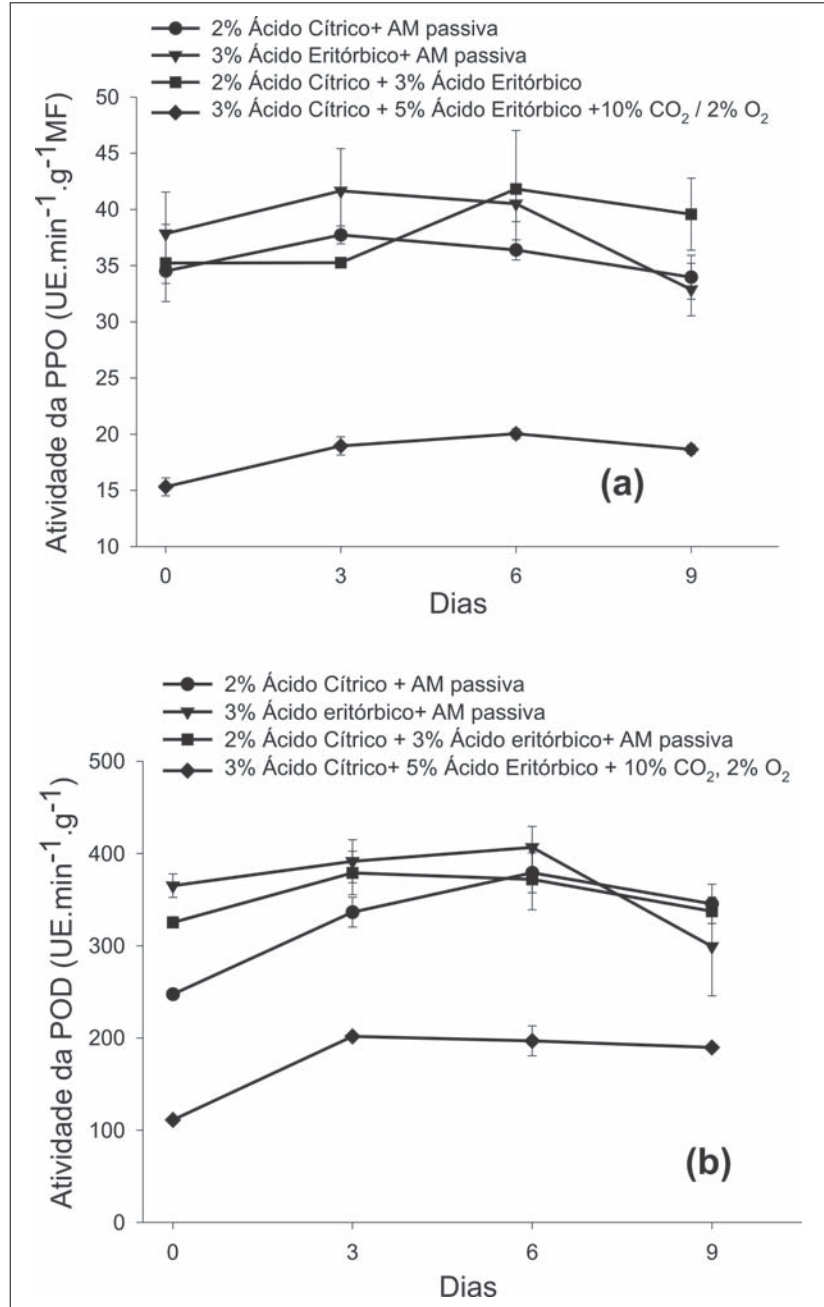 2% Ácido Cítrico+ AM passiva
3% Ácido Eritórbico+ AM passiva
2% Ácido Cítrico + 3% Ácido Eritórbico
3% Ácido Cítrico + 5% Ácido Eritórbico +10% CO₂ / 2% O₂
Atividade da PPO (UE.min⁻¹.g⁻¹MF)
50
45
40
35
30
25
20
15
10
(a)
0 3 6 9
Dias
2% Ácido Cítrico + AM passiva
3% Ácido eritórbico+ AM passiva
2% Ácido Cítrico + 3% Ácido eritórbico+ AM passiva
3% Ácido Cítrico+ 5% Ácido Eritórbico + 10% CO₂, 2% O₂
Atividade da POD (UE.min⁻¹.g⁻¹)
500
400
300
200
100
0
(b)
0 3 6 9
Dias